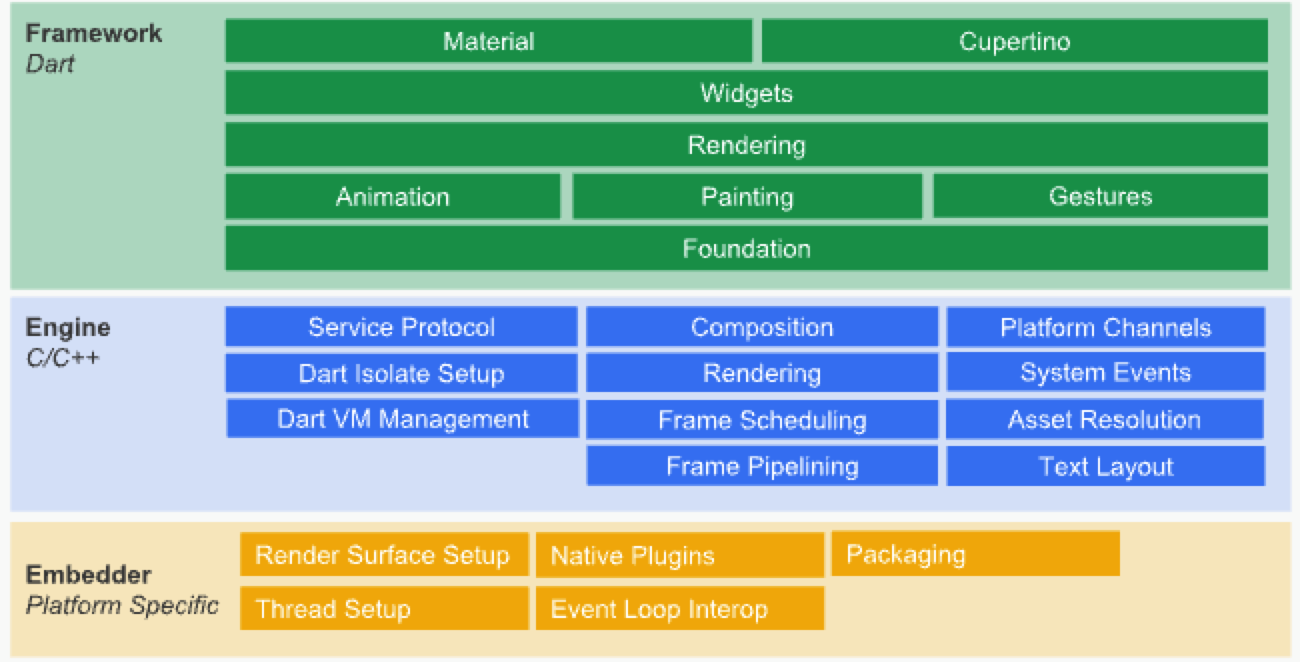 Framework
Dart
Material
Cupertino
Widgets
Rendering
Animation
Painting
Gestures
Foundation
Engine
C/C++
Service Protocol
Composition
Platform Channels
Dart Isolate Setup
Rendering
System Events
Dart VM Management
Frame Scheduling
Asset Resolution
Frame Pipelining
Text Layout
Embedder
Platform Specific
Render Surface Setup
Native Plugins
Packaging
Thread Setup
Event Loop Interop